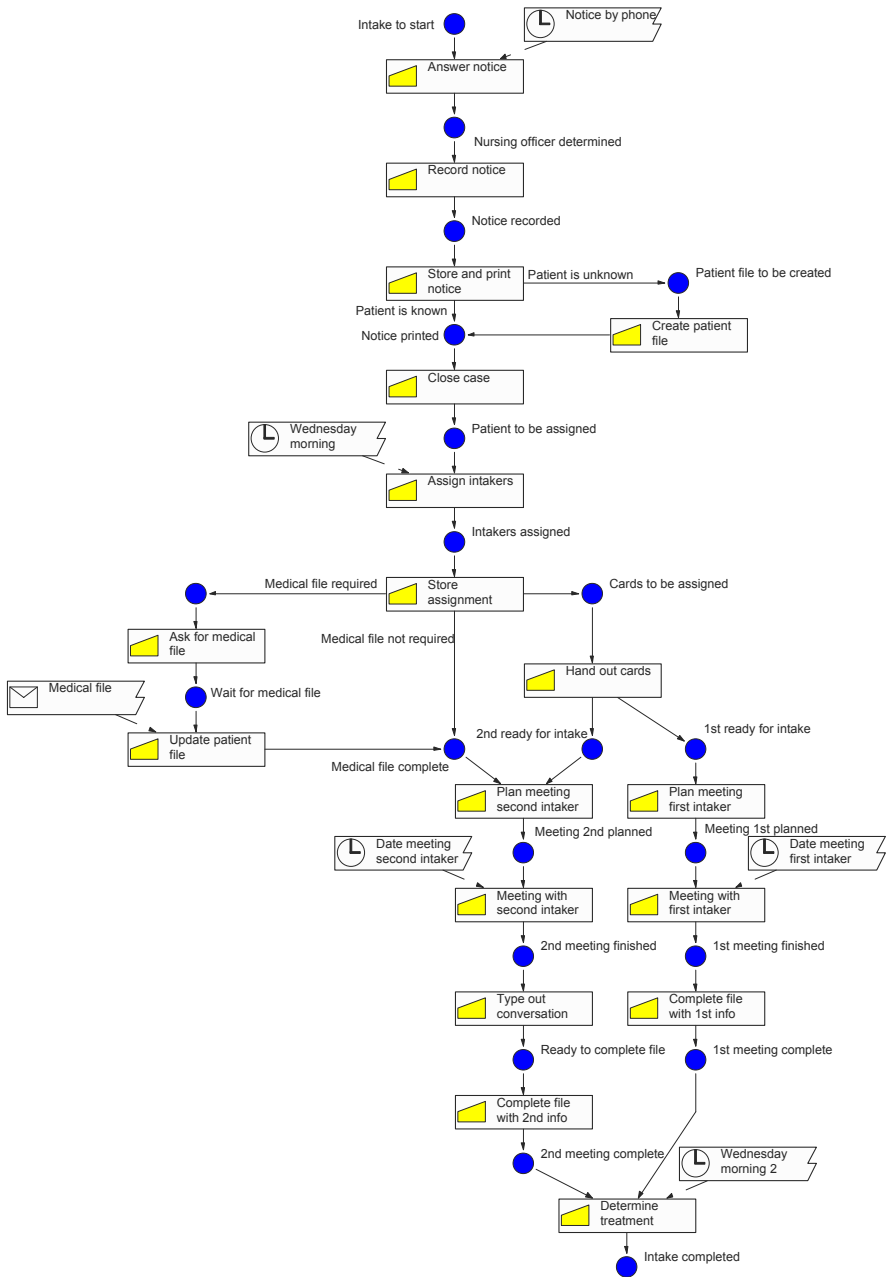 Intake to start
Notice by phone
Answer notice
Nursing officer determined
Record notice
Notice recorded
Store and print
notice
Patient is unknown
Patient file to be created
Patient is known
Notice printed
Create patient
file
Close case
Wednesday
morning
Patient to be assigned
Assign intakers
Intakers assigned
Medical file required
Store
assignment
Cards to be assigned
Ask for medical
file
Medical file not required
Hand out cards
Medical file
Wait for medical file
Update patient
file
2nd ready for intake
1st ready for intake
Medical file complete
Plan meeting
second intaker
Plan meeting
first intaker
Meeting 2nd planned
Meeting 1st planned
Date meeting
second intaker
Date meeting
first intaker
Meeting with
second intaker
Meeting with
first intaker
2nd meeting finished
1st meeting finished
Type out
conversation
Complete file
with 1st info
Ready to complete file
1st meeting complete
Complete file
with 2nd info
2nd meeting complete
Wednesday
morning 2
Determine
treatment
Intake completed